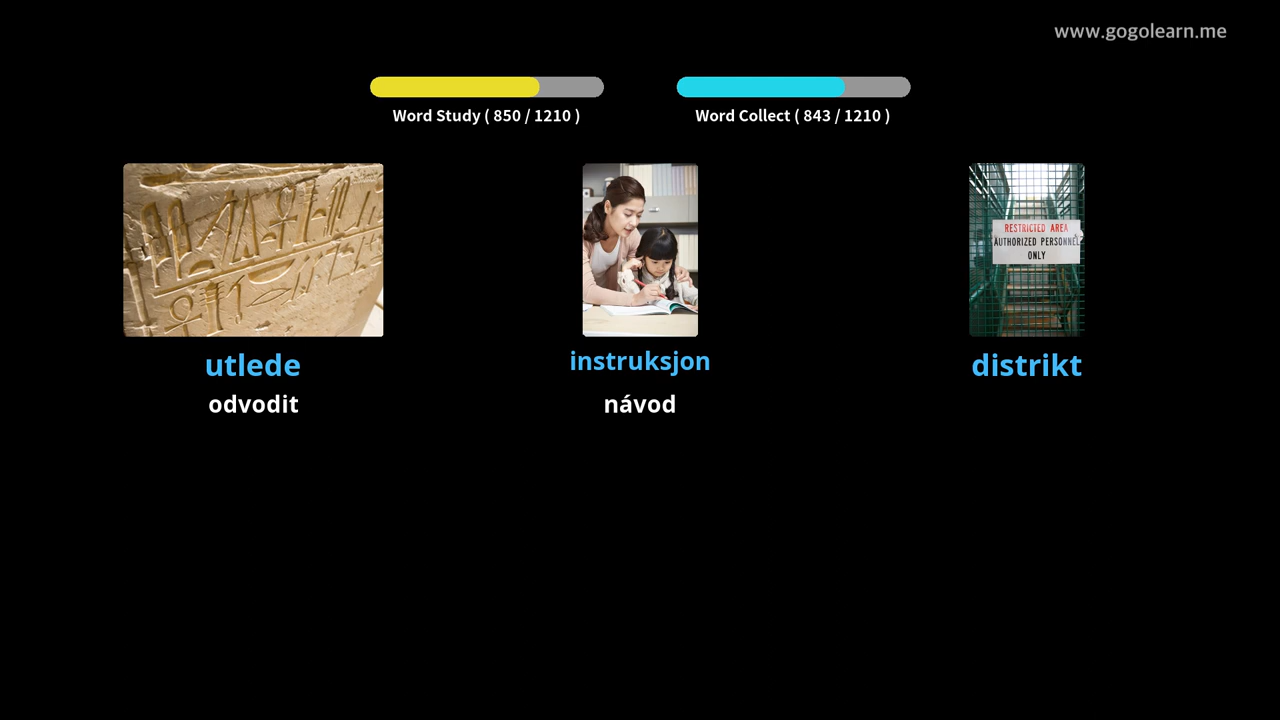 www.gogolearn.me
Word Study ( 850 / 1210 )
Word Collect ( 843 / 1210 )
RESTRICTED AREA
AUTHORIZED PERSONNEL
ONLY
utlede
instruksjon
distrikt
odvodit
návod